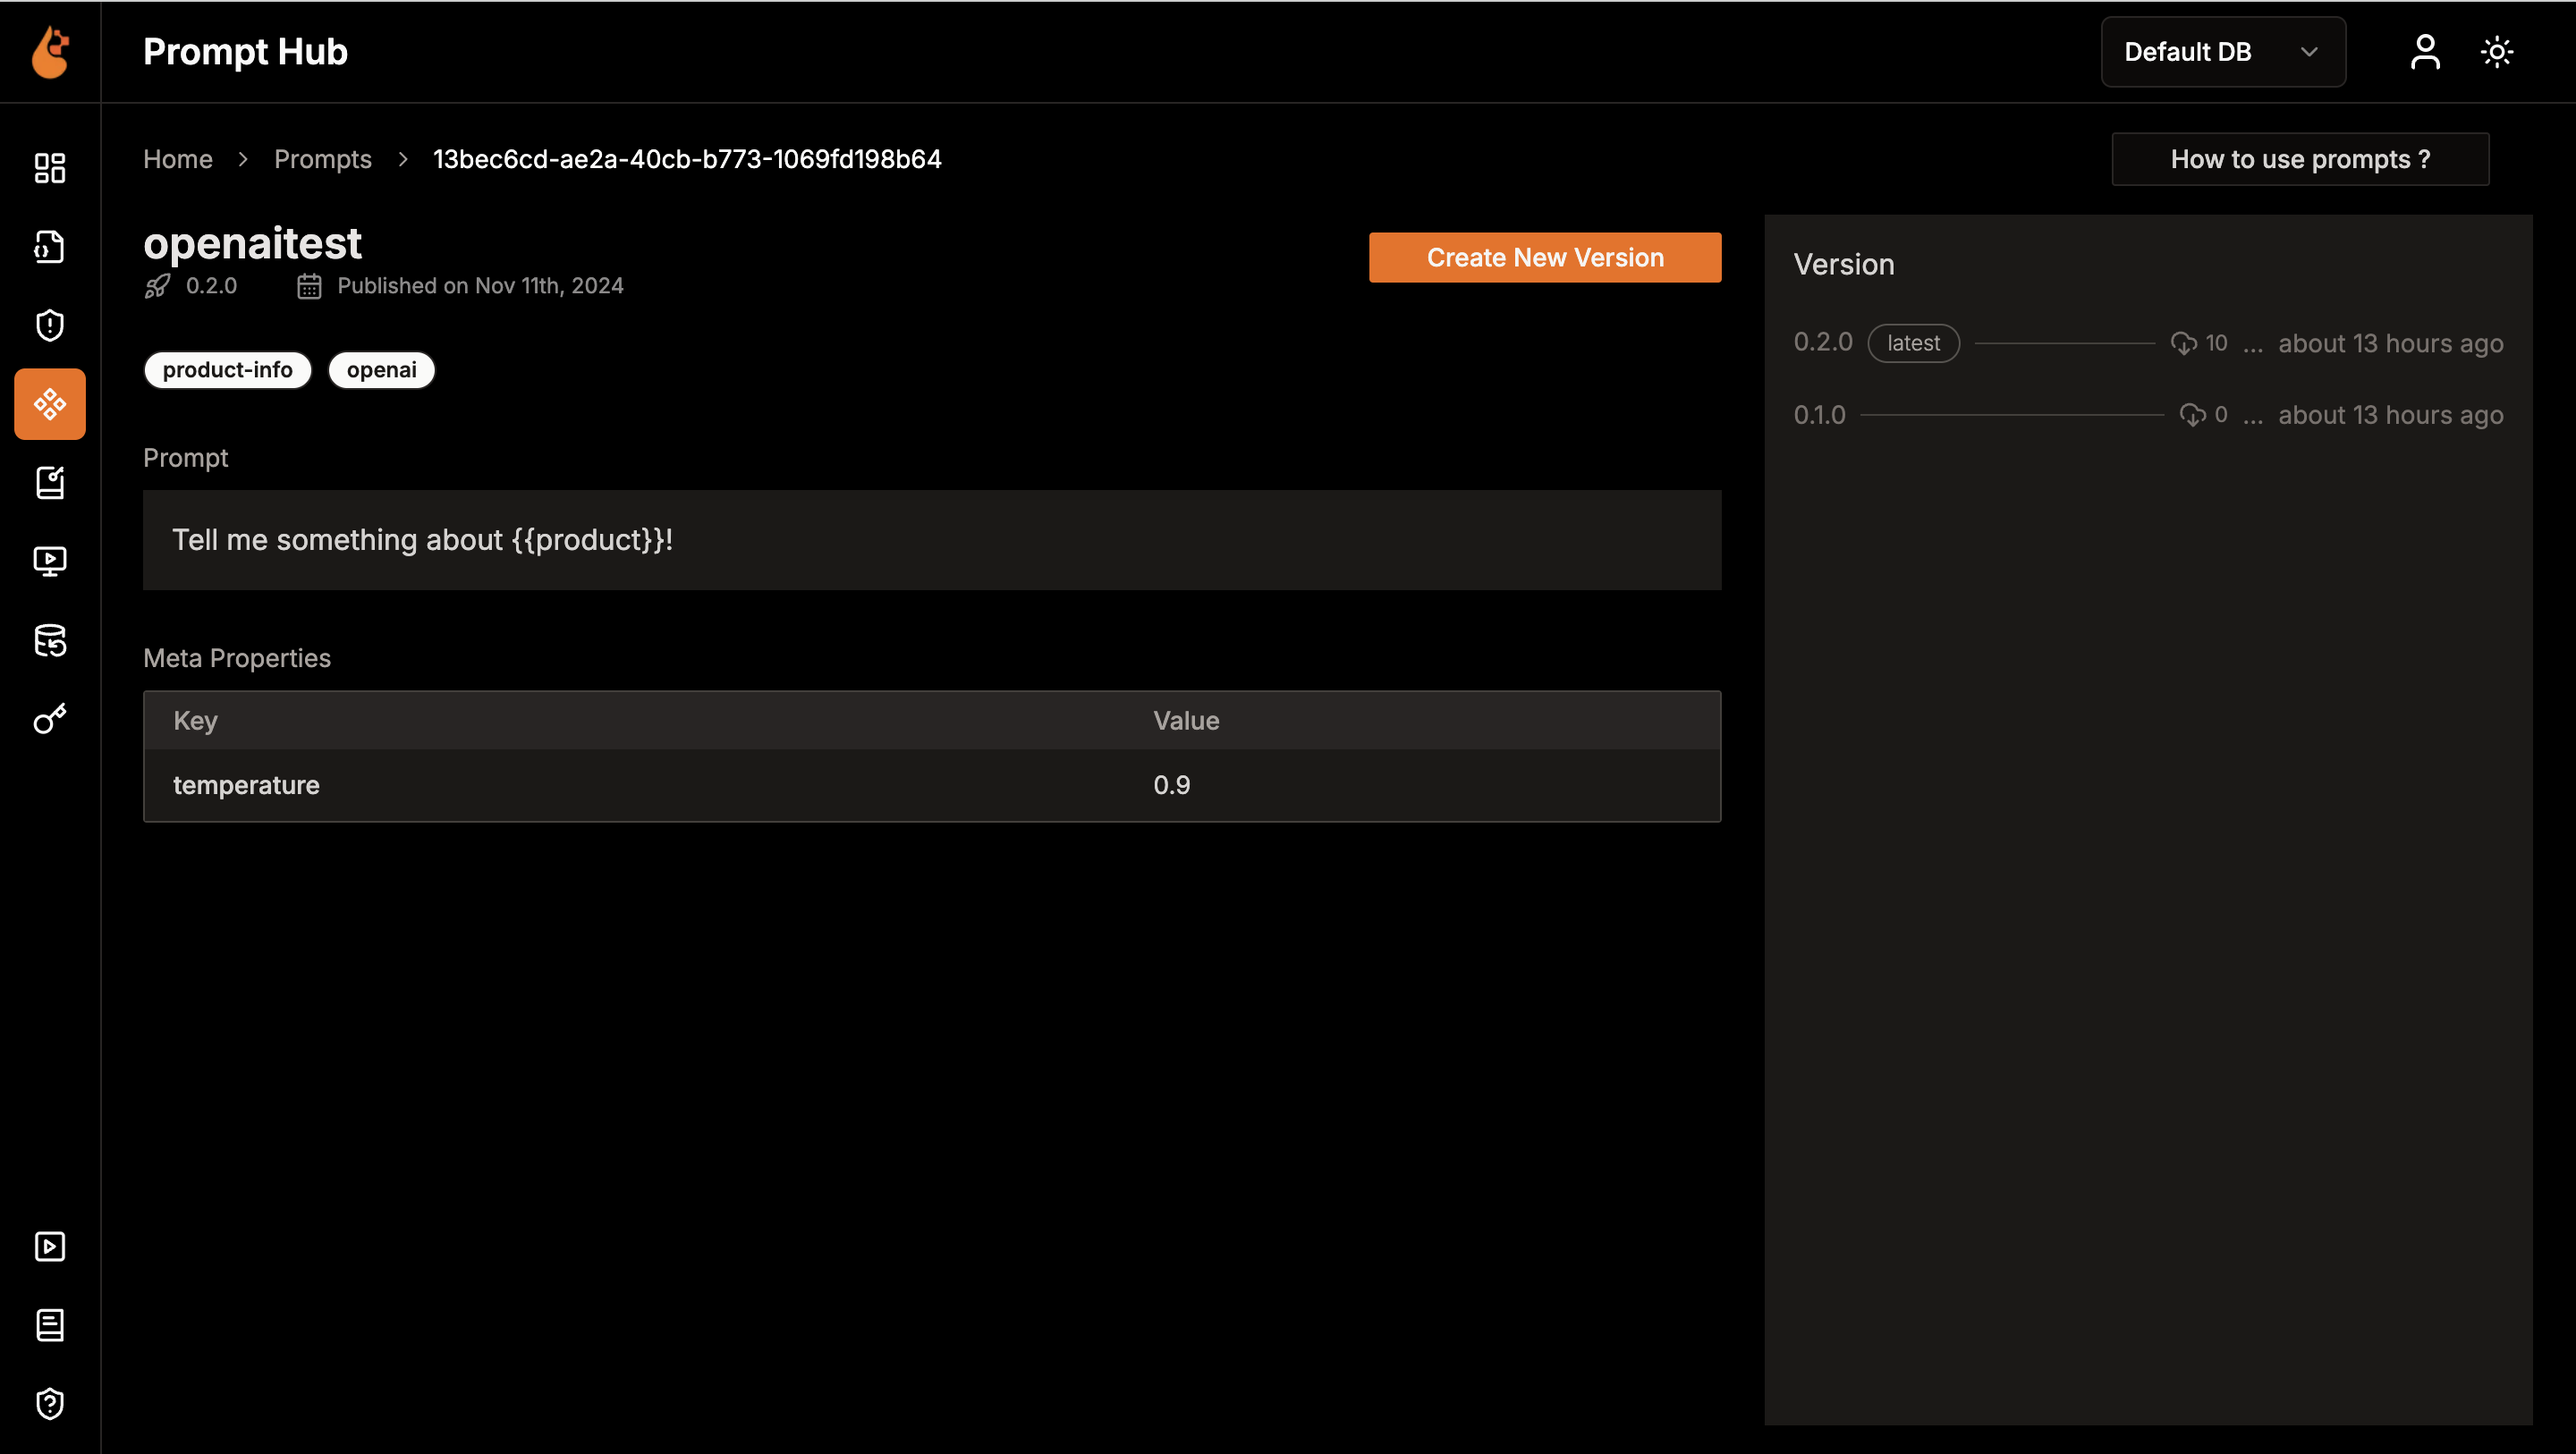 Prompt Hub
Default DB
Home > Prompts > 13bec6cd-ae2a-40cb-b773-1069fd198b64
How to use prompts ?
openaitest
0.2.0 Published on Nov 11th, 2024
Create New Version
product-info openai
Prompt
Tell me something about {{product}}!
Meta Properties
Key Value
temperature 0.9
Version
0.2.0 latest 10 ... about 13 hours ago
0.1.0 0 ... about 13 hours ago